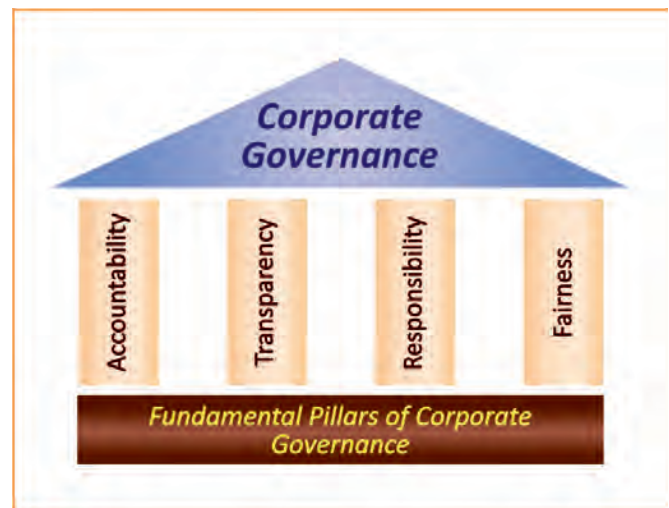 Corporate
Governance
Accountability
Transparency
Responsibility
Fairness
Fundamental Pillars of Corporate
Governance